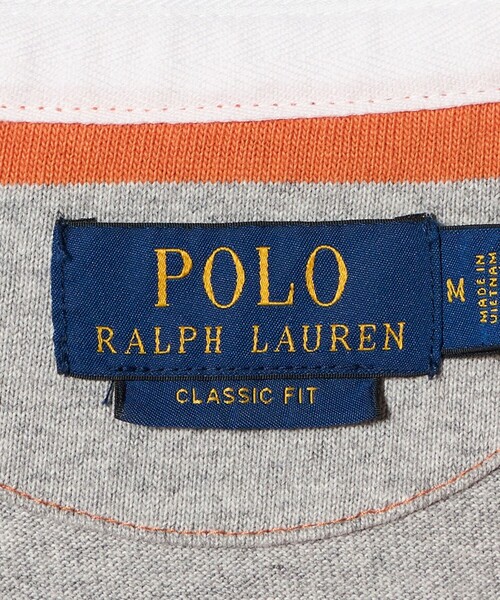 POLO
RALPH LAUREN
CLASSIC FIT
M
MADE IN
VIETNAM